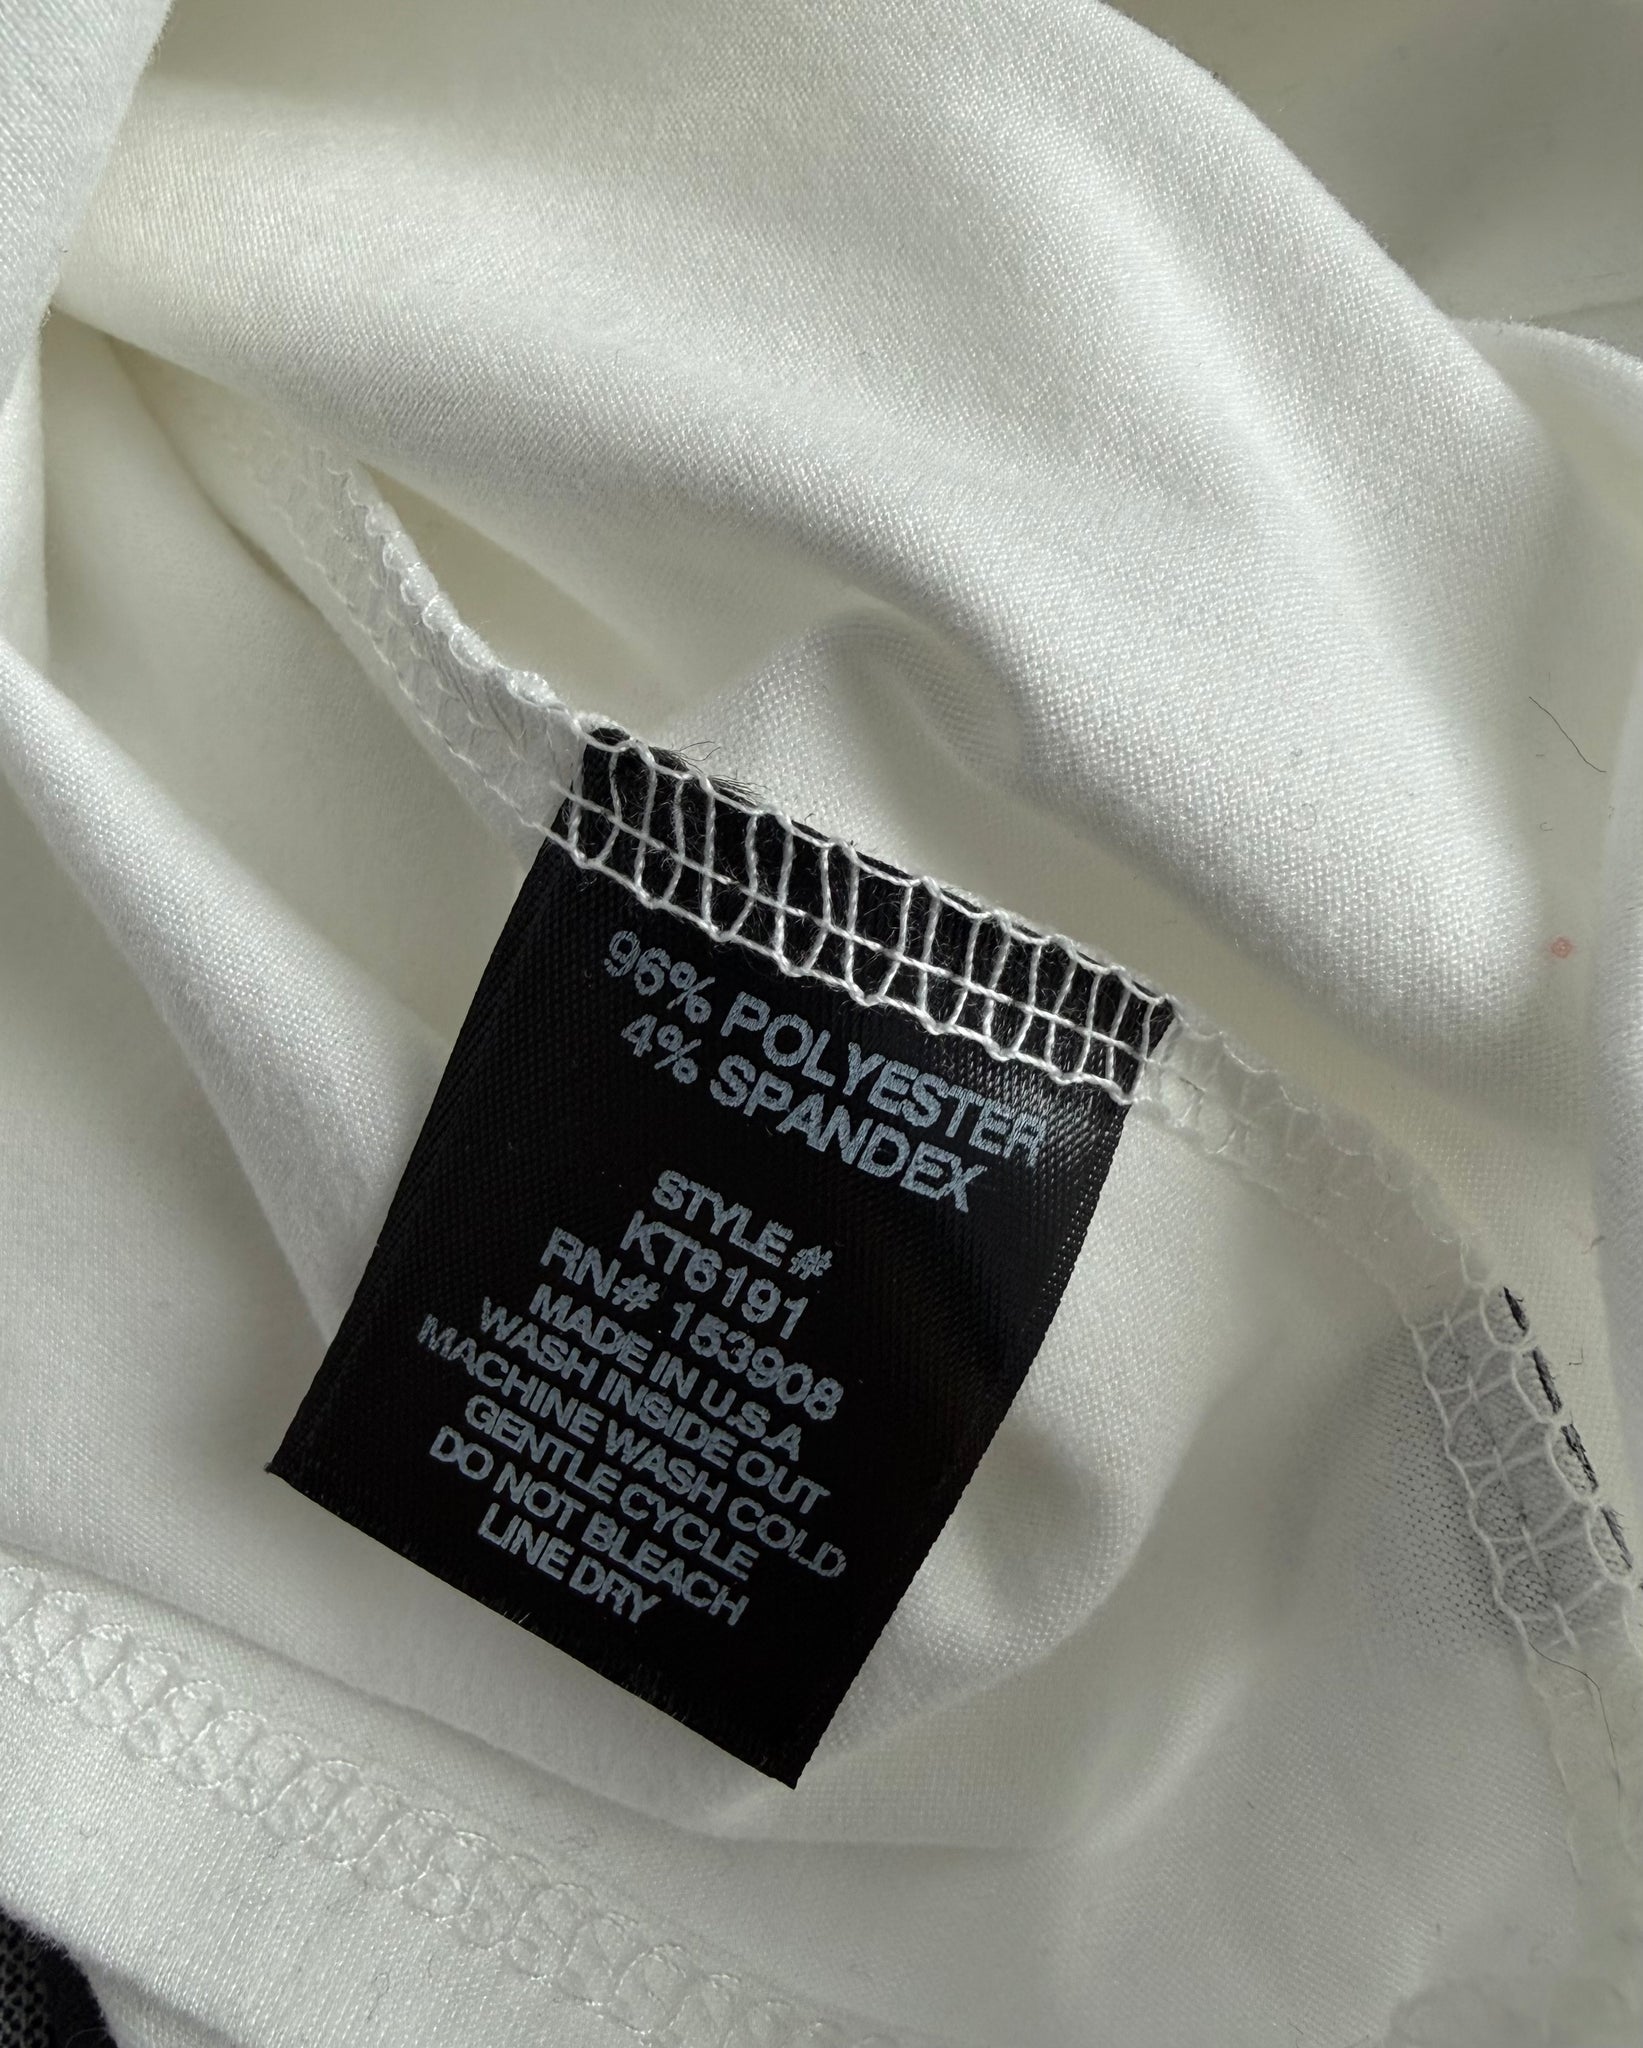 96% POLYESTER
4% SPANDEX
STYLE #
KT6191
RN# 153908
MADE IN U.S.A
WASH INSIDE OUT
MACHINE WASH COLD
GENTLE CYCLE
DO NOT BLEACH
LINE DRY